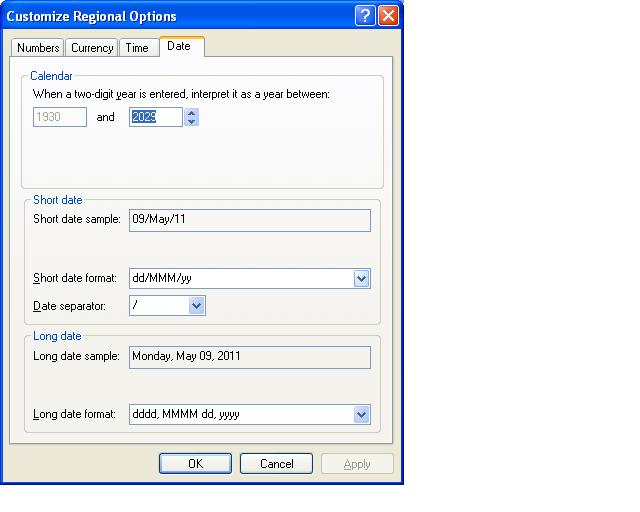 Customize Regional Options
Numbers Currency Time Date
Calendar
When a two-digit year is entered, interpret it as a year between:
1930 and 2029
Short date
Short date sample: 09/May/11
Short date format: dd/MMM/yy
Date separator: /
Long date
Long date sample: Monday, May 09, 2011
Long date format: dddd, MMMM dd, yyyy
OK Cancel Apply